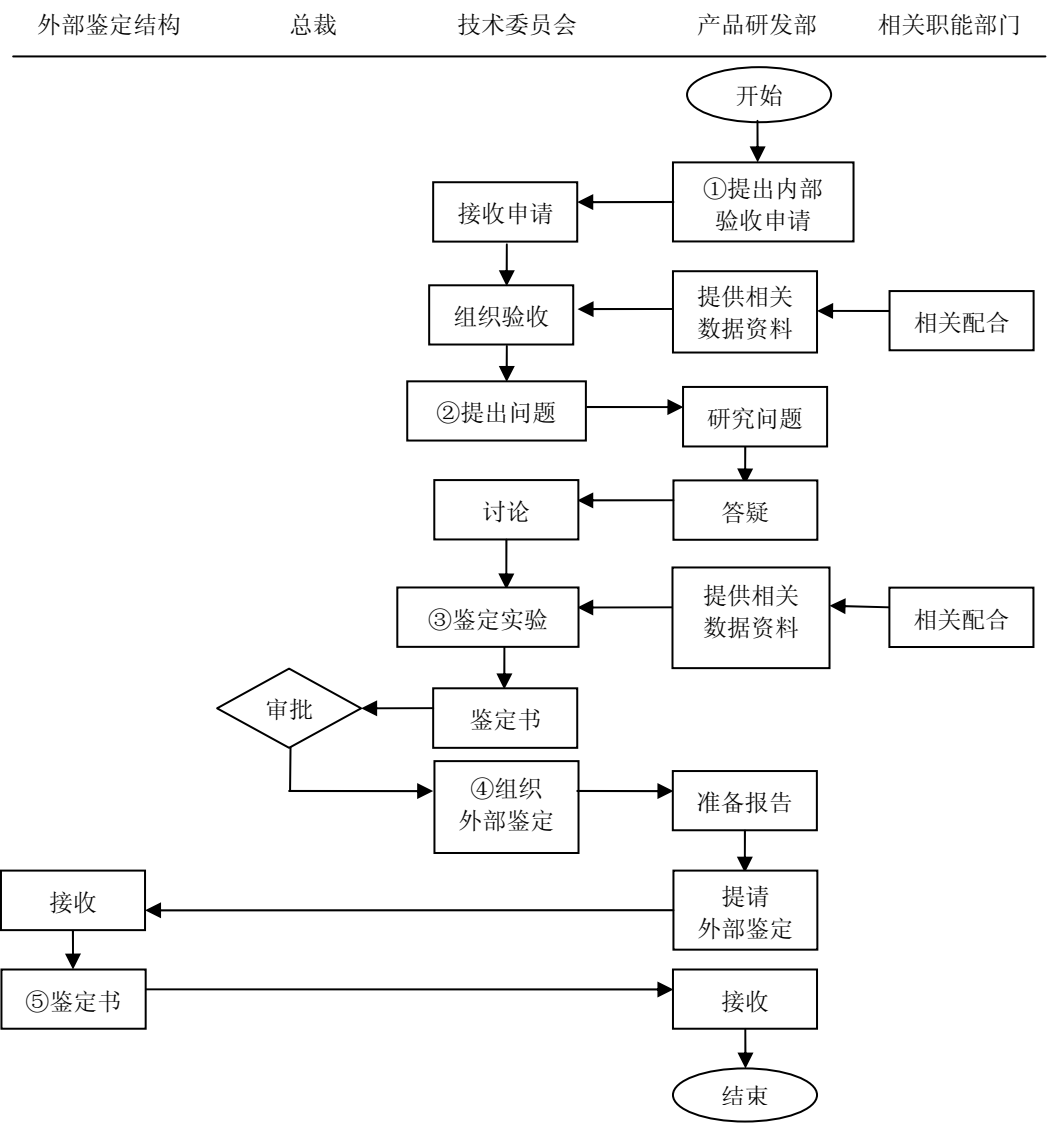 外部鉴定结构 总裁 技术委员会 产品研发部 相关职能部门
开始
①提出内部
验收申请
接收申请
组织验收
提供相关
数据资料
相关配合
②提出问题
研究问题
讨论
答疑
③鉴定实验
提供相关
数据资料
相关配合
审批
鉴定书
④组织
外部鉴定
准备报告
接收
提请
外部鉴定
⑤鉴定书
接收
结束